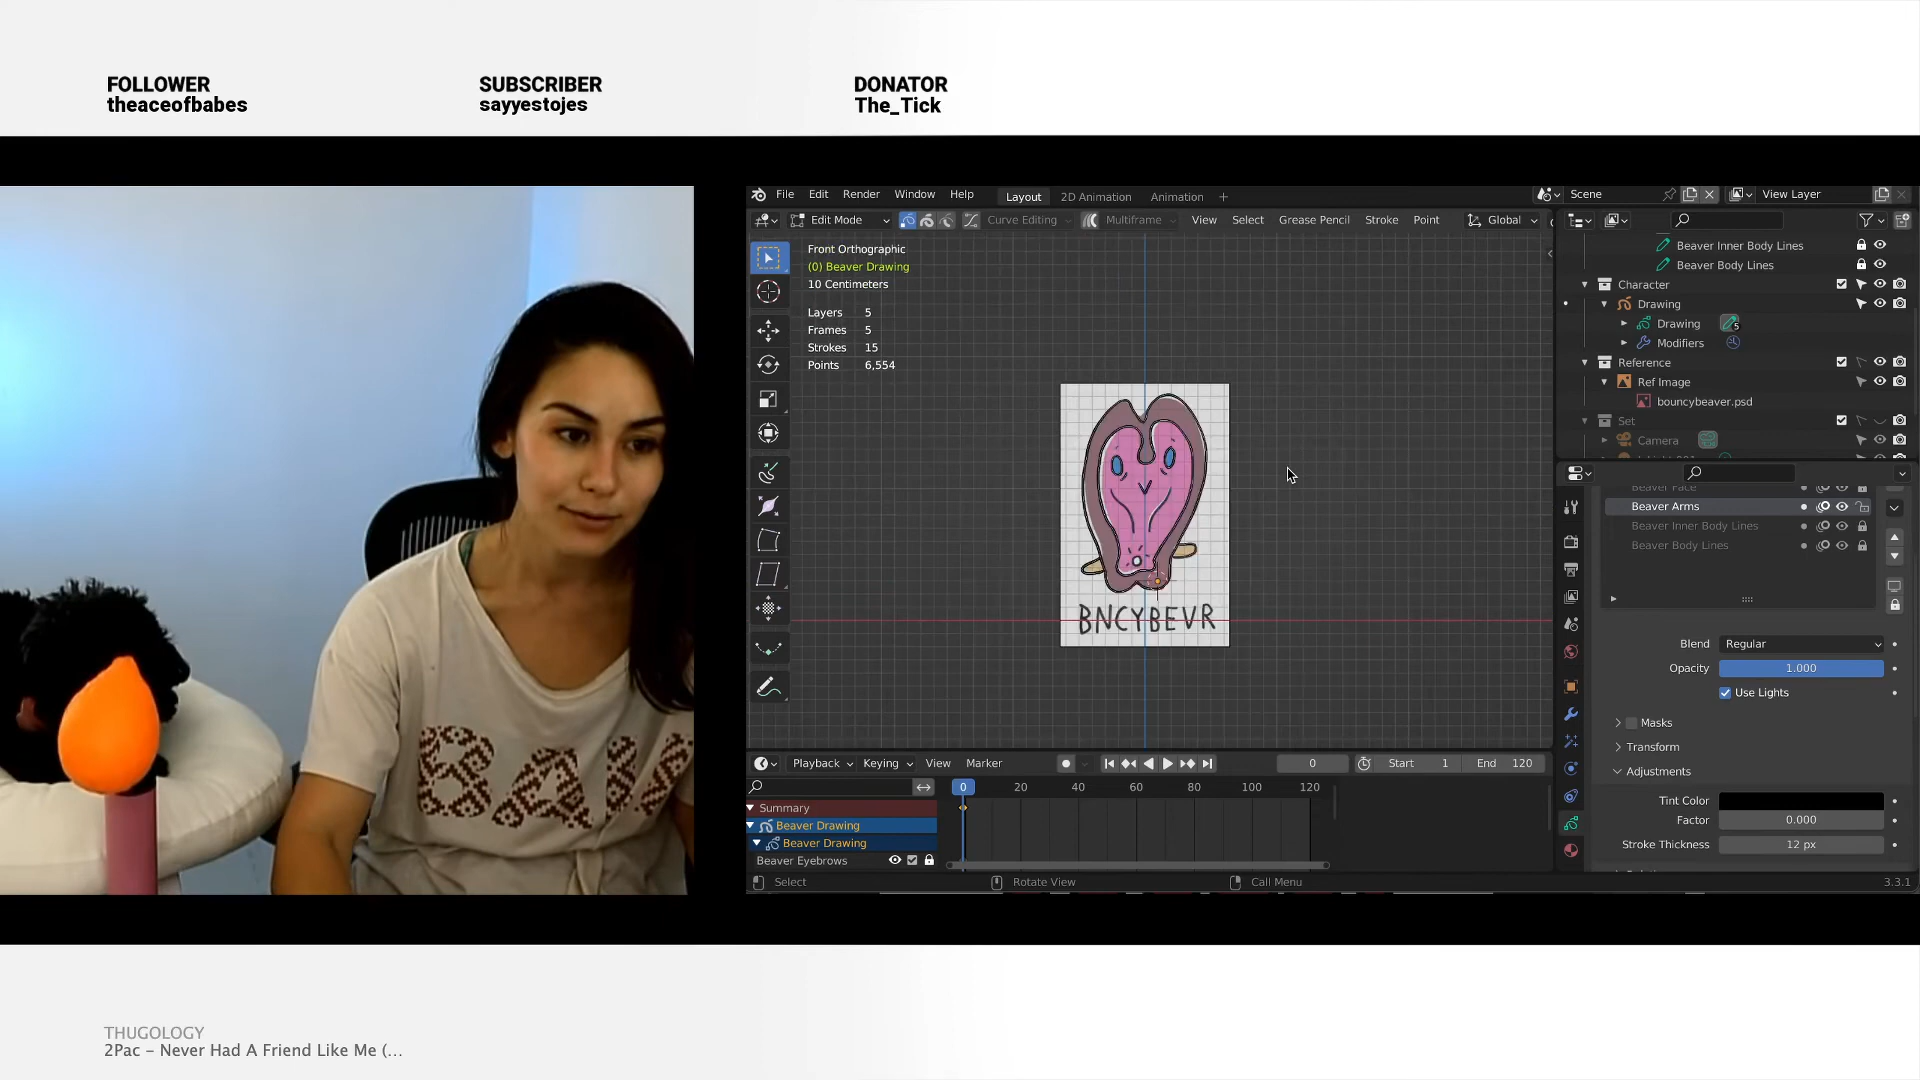 FOLLOWER
theaceofbabes
SUBSCRIBER
sayyestojes
DONATOR
The_Tick
File Edit Render Window Help
Layout 2D Animation Animation +
Scene
View Layer
Edit Mode
Curve Editing
Multiframe
View Select Grease Pencil Stroke Point
Global
Front Orthographic
(0) Beaver Drawing
10 Centimeters
Layers 5
Frames 5
Strokes 15
Points 6,554
BNCYBEVR
Beaver Inner Body Lines
Beaver Body Lines
Character
Drawing
Drawing 5
Modifiers
Reference
Ref Image
bouncybeaver.psd
Set
Camera
Beaver Face
Beaver Arms
Beaver Inner Body Lines
Beaver Body Lines
Blend Regular
Opacity 1.000
Use Lights
Masks
Transform
Adjustments
Tint Color
Factor 0.000
Stroke Thickness 12 px
Playback Keying View Marker
0
Start 1
End 120
0 20 40 60 80 100 120
Summary
Beaver Drawing
Beaver Drawing
Beaver Eyebrows
Select
Rotate View
Call Menu
3.3.1
THUGOLOGY
2Pac - Never Had A Friend Like Me (...